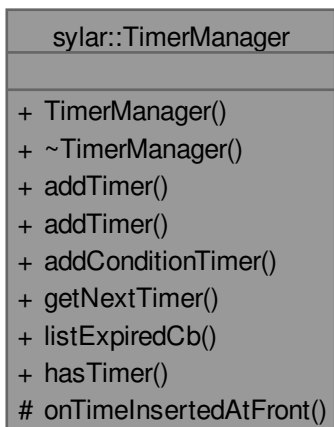 sylar::TimerManager
+ TimerManager()
+ ~TimerManager()
+ addTimer()
+ addTimer()
+ addConditionTimer()
+ getNextTimer()
+ listExpiredCb()
+ hasTimer()
# onTimeInsertedAtFront()